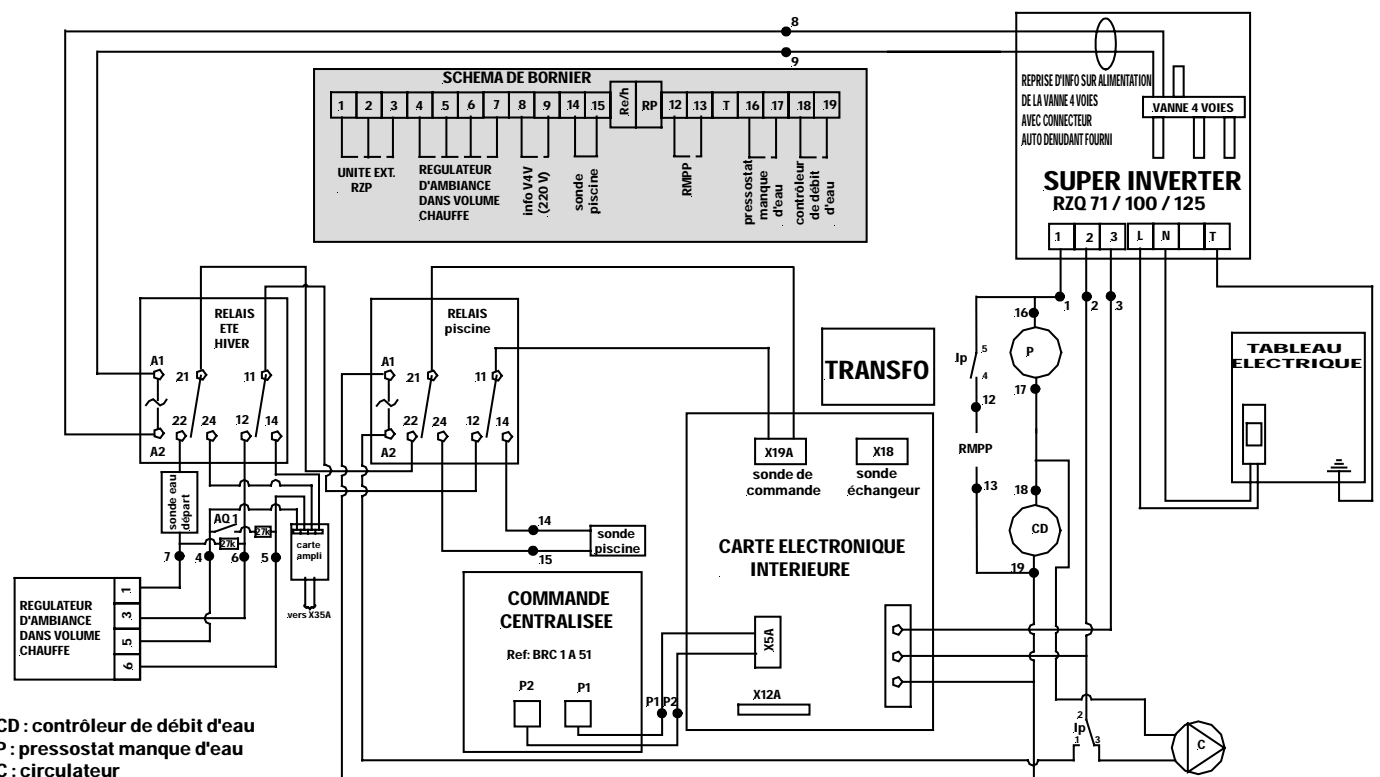 8
9
SCHEMA DE BORNIER
1 2 3 4 5 6 7 8 9 14 15 Re/h RP 12 13 T 16 17 18 19
UNITE EXT.
RZP
REGULATEUR
D'AMBIANCE
DANS VOLUME
CHAUFFE
info V4V
(220 V)
sonde
piscine
RMPP
pressostat
manque
d'eau
contrôleur
de débit
d'eau
REPRISE D'INFO SUR ALIMENTATION
DE LA VANNE 4 VOIES
AVEC CONNECTEUR
AUTO DENUDANT FOURNI
VANNE 4 VOIES
SUPER INVERTER
RZQ 71 / 100 / 125
1 2 3 L N T
1 2 3
RELAIS
ETE
HIVER
A1
21 11
22 24 12 14
A2
RELAIS
piscine
A1
21 11
22 24 12 14
A2
TRANSFO
16
P
17
Jp
5
4
12
RMPP
13
18
CD
19
TABLEAU
ELECTRIQUE
X19A
sonde de
commande
X18
sonde
échangeur
CARTE ELECTRONIQUE
INTERIEURE
X5A
X12A
sonde eau
départ
AQ 1
27k
27k
7 4 6 5
carte
ampli
vers X35A
14
15
sonde
piscine
REGULATEUR
D'AMBIANCE
DANS VOLUME
CHAUFFE
1
3
5
6
COMMANDE
CENTRALISEE
Ref: BRC 1 A 51
P2 P1
P1 P2
2
Jp
1 3
C
CD : contrôleur de débit d'eau
P : pressostat manque d'eau
C : circulateur